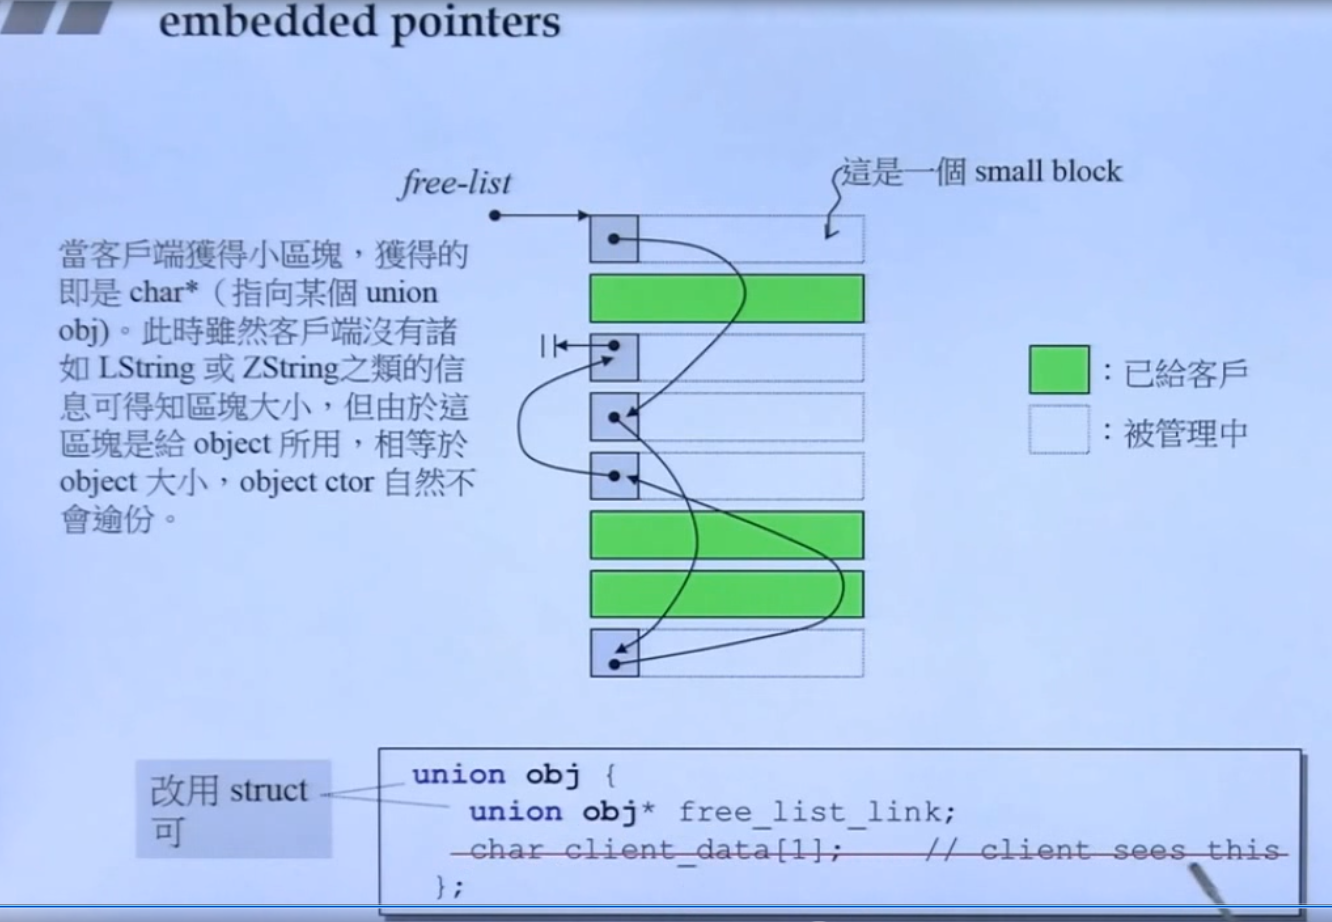 embedded pointers
free-list
這是一個 small block
當客戶端獲得小區塊，獲得的
即是 char*（指向某個 union
obj)。此時雖然客戶端沒有諸
如 LString 或 ZString之類的信
息可得知區塊大小，但由於這
區塊是給 object 所用，相等於
object 大小，object ctor 自然不
會逾份。
：已給客戶
：被管理中
改用 struct
可
union obj {
union obj* free_list_link;
char client_data[1]; // client sees this
};